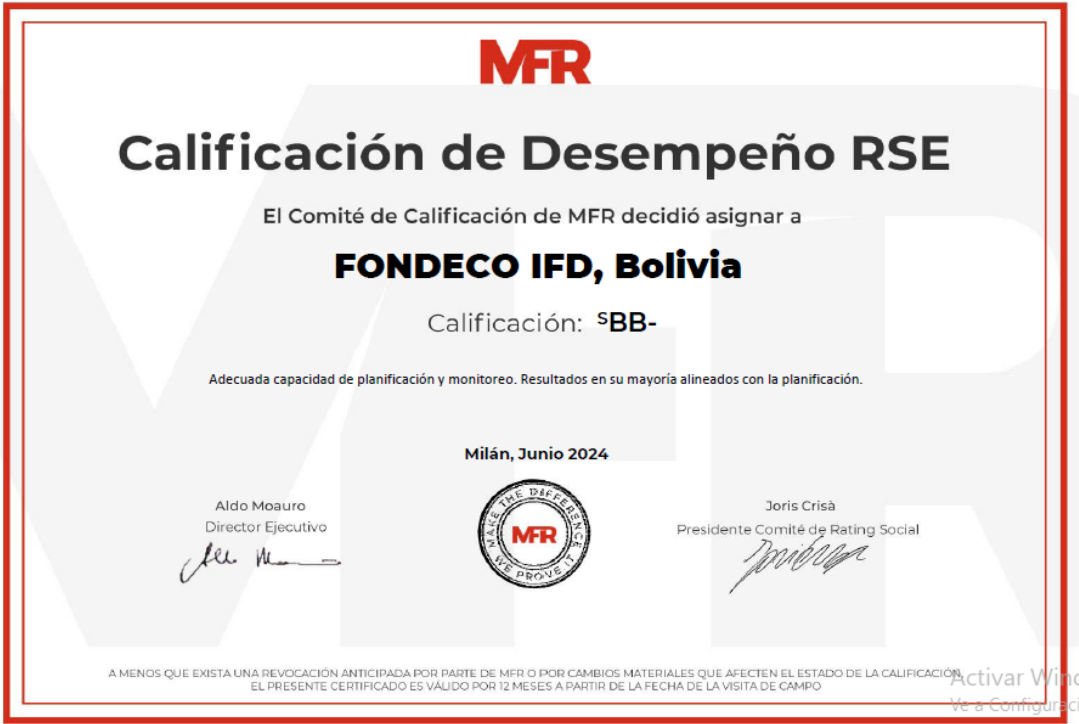 MFR
Calificación de Desempeño RSE
El Comité de Calificación de MFR decidió asignar a
FONDECO IFD, Bolivia
Calificación: sBB-
Adecuada capacidad de planificación y monitoreo. Resultados en su mayoría alineados con la planificación.
Milán, Junio 2024
Aldo Moauro
Director Ejecutivo
MAKE THE DIFFERENCE
MFR
WE PROVE IT
Joris Crisà
Presidente Comité de Rating Social
A MENOS QUE EXISTA UNA REVOCACIÓN ANTICIPADA POR PARTE DE MFR O POR CAMBIOS MATERIALES QUE AFECTEN EL ESTADO DE LA CALIFICACIÓN,
EL PRESENTE CERTIFICADO ES VÁLIDO POR 12 MESES A PARTIR DE LA FECHA DE LA VISITA DE CAMPO
Activar Wind
Ve a Configuraci